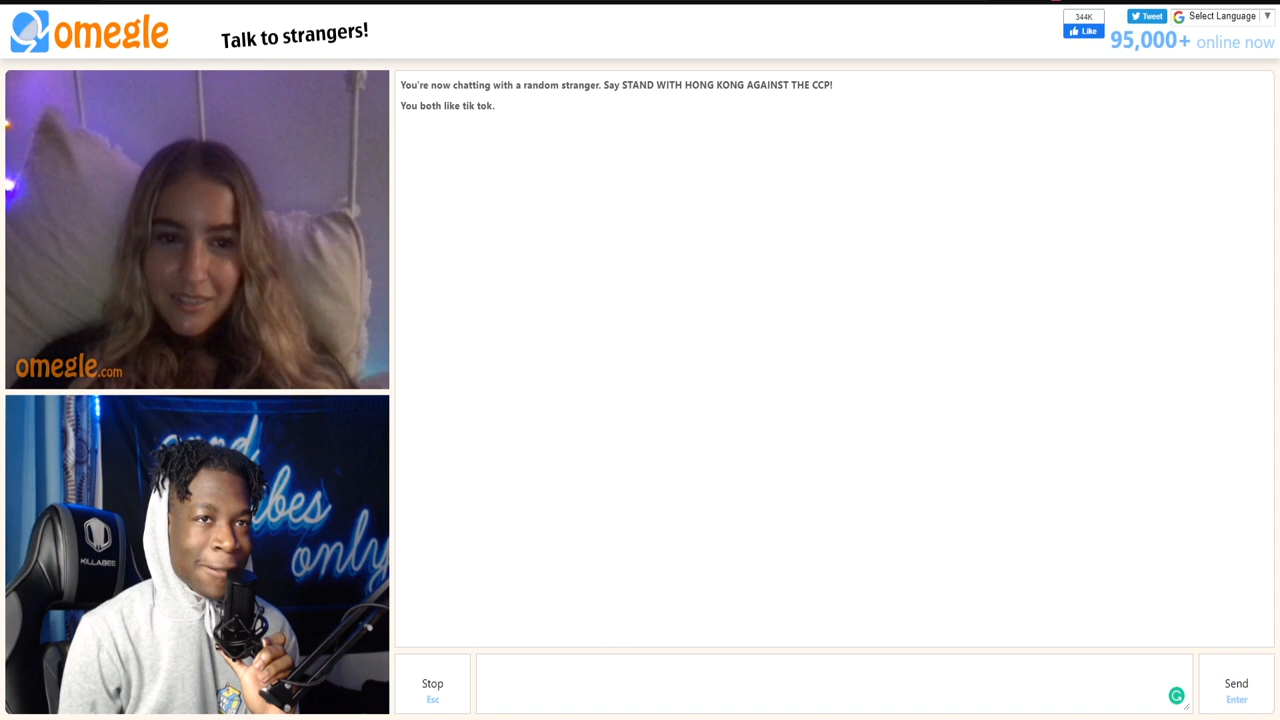 omegle
Talk to strangers!
344K
Like
Tweet
Select Language
95,000+ online now
You're now chatting with a random stranger. Say STAND WITH HONG KONG AGAINST THE CCP!
You both like tik tok.
omegle.com
good
vibes
only
KILLABEE
Stop
Esc
Send
Enter